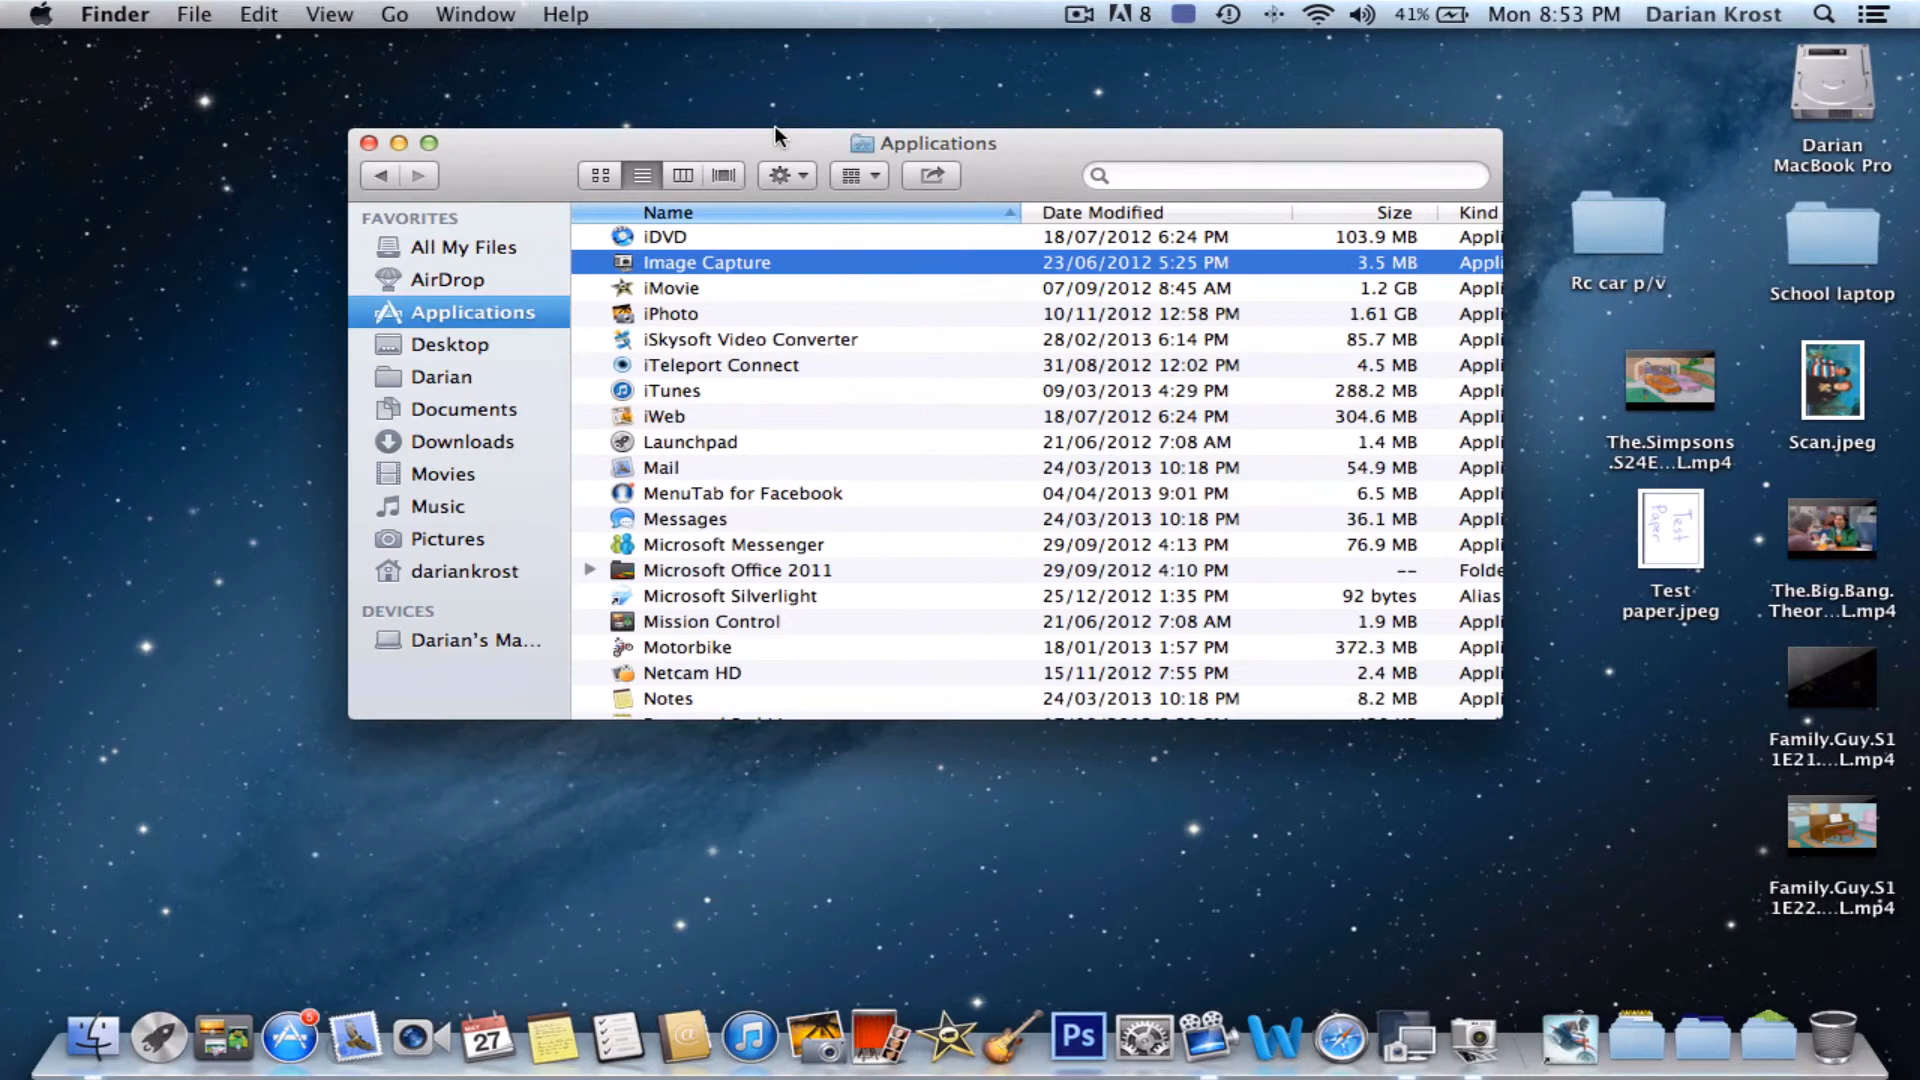 Finder File Edit View Go Window Help 8 41% Mon 8:53 PM Darian Krost
Applications
Name Date Modified Size Kind
iDVD 18/07/2012 6:24 PM 103.9 MB Appli
Image Capture 23/06/2012 5:25 PM 3.5 MB Appli
iMovie 07/09/2012 8:45 AM 1.2 GB Appli
iPhoto 10/11/2012 12:58 PM 1.61 GB Appli
iSkysoft Video Converter 28/02/2013 6:14 PM 85.7 MB Appli
iTeleport Connect 31/08/2012 12:02 PM 4.5 MB Appli
iTunes 09/03/2013 4:29 PM 288.2 MB Appli
iWeb 18/07/2012 6:24 PM 304.6 MB Appli
Launchpad 21/06/2012 7:08 AM 1.4 MB Appli
Mail 24/03/2013 10:18 PM 54.9 MB Appli
MenuTab for Facebook 04/04/2013 9:01 PM 6.5 MB Appli
Messages 24/03/2013 10:18 PM 36.1 MB Appli
Microsoft Messenger 29/09/2012 4:13 PM 76.9 MB Appli
Microsoft Office 2011 29/09/2012 4:10 PM -- Folde
Microsoft Silverlight 25/12/2012 1:35 PM 92 bytes Alias
Mission Control 21/06/2012 7:08 AM 1.9 MB Appli
Motorbike 18/01/2013 1:57 PM 372.3 MB Appli
Netcam HD 15/11/2012 7:55 PM 2.4 MB Appli
Notes 24/03/2013 10:18 PM 8.2 MB Appli
FAVORITES
All My Files
AirDrop
Applications
Desktop
Darian
Documents
Downloads
Movies
Music
Pictures
dariankrost
DEVICES
Darian's Ma...
Darian
MacBook Pro
Rc car p/v
School laptop
The.Simpsons
.S24E...L.mp4
Scan.jpeg
Test
Paper
Test
paper.jpeg
The.Big.Bang.
Theor...L.mp4
Family.Guy.S1
1E21....L.mp4
Family.Guy.S1
1E22....L.mp4
5
MAY
27
Ps